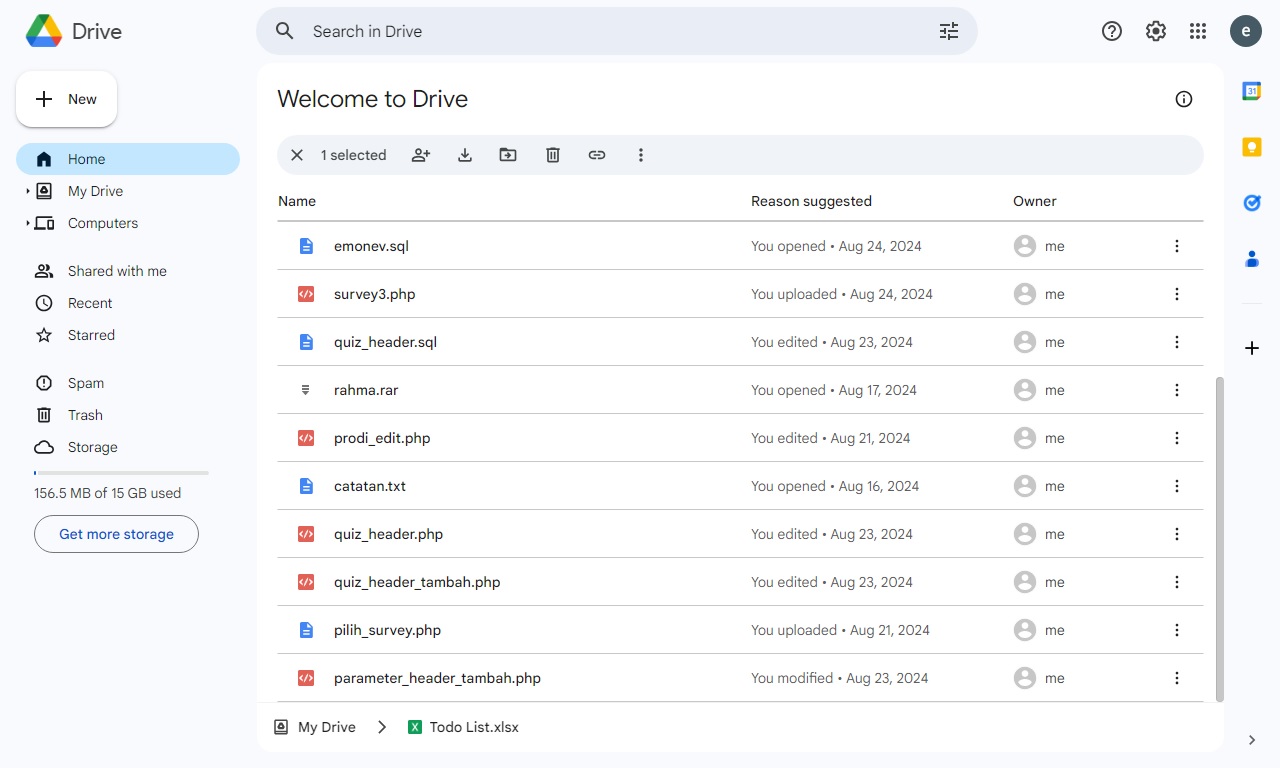 Drive
Search in Drive
e
New
Home
My Drive
Computers
Shared with me
Recent
Starred
Spam
Trash
Storage
156.5 MB of 15 GB used
Get more storage
Welcome to Drive
1 selected
Name Reason suggested Owner
emonev.sql You opened • Aug 24, 2024 me
survey3.php You uploaded • Aug 24, 2024 me
quiz_header.sql You edited • Aug 23, 2024 me
rahma.rar You opened • Aug 17, 2024 me
prodi_edit.php You edited • Aug 21, 2024 me
catatan.txt You opened • Aug 16, 2024 me
quiz_header.php You edited • Aug 23, 2024 me
quiz_header_tambah.php You edited • Aug 23, 2024 me
pilih_survey.php You uploaded • Aug 21, 2024 me
parameter_header_tambah.php You modified • Aug 23, 2024 me
My Drive Todo List.xlsx
31